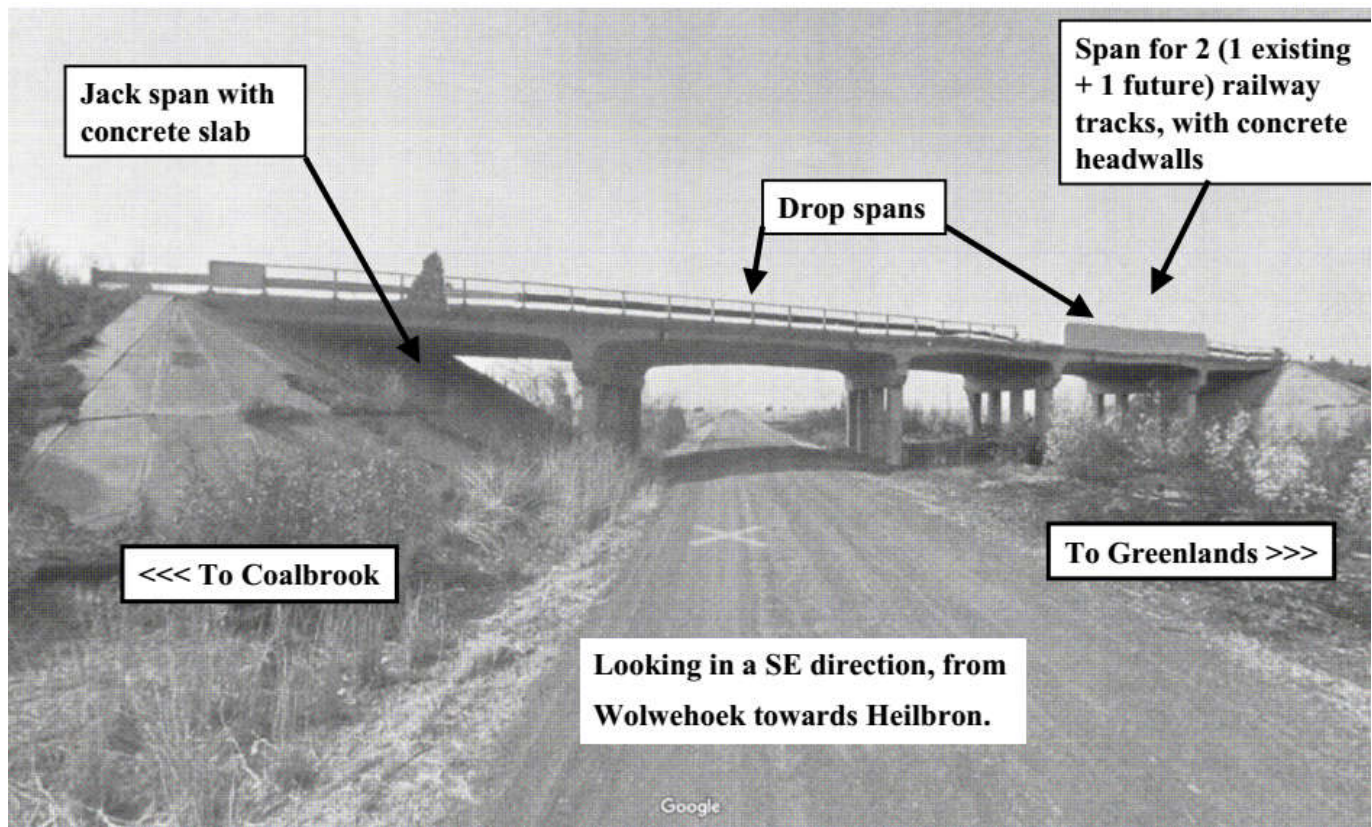 Jack span with
concrete slab
Span for 2 (1 existing
+ 1 future) railway
tracks, with concrete
headwalls
Drop spans
<<< To Coalbrook
To Greenlands >>>
Looking in a SE direction, from
Wolwehoek towards Heilbron.
Google